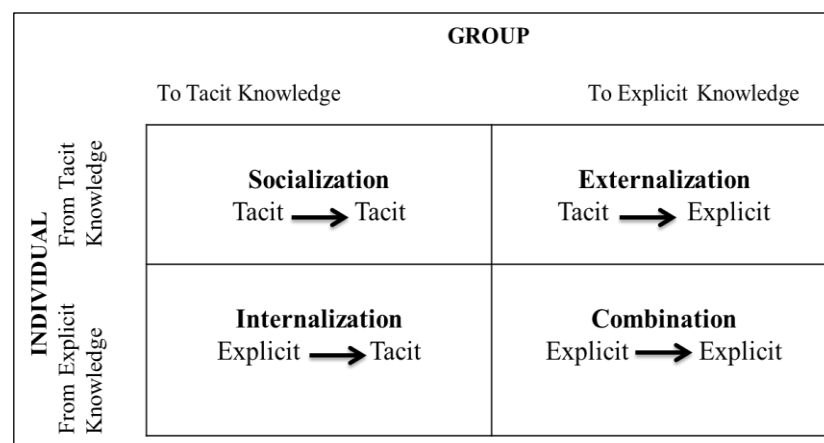 GROUP
To Tacit Knowledge
To Explicit Knowledge
INDIVIDUAL
From Tacit
Knowledge
Socialization
Tacit → Tacit
Externalization
Tacit → Explicit
From Explicit
Knowledge
Internalization
Explicit → Tacit
Combination
Explicit → Explicit